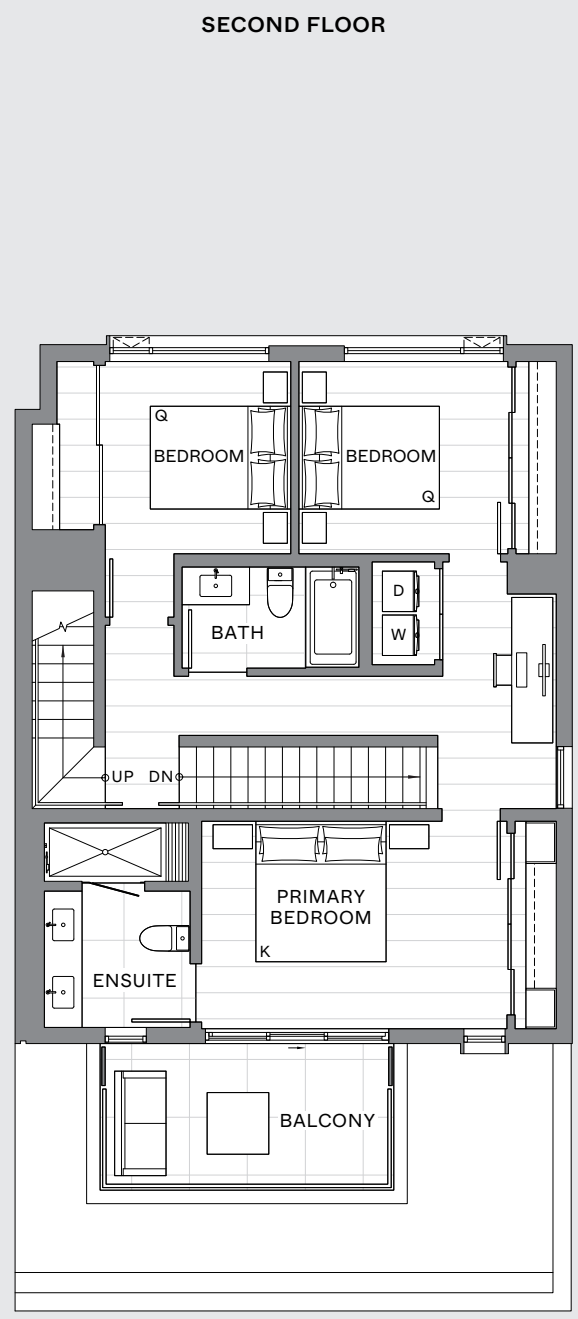 SECOND FLOOR
Q
BEDROOM
BEDROOM
Q
D
BATH
W
UP DN
PRIMARY
BEDROOM
K
ENSUITE
BALCONY